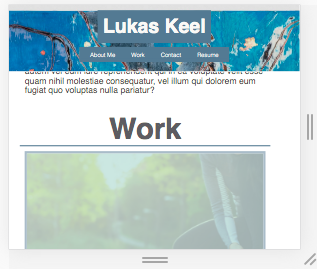 Lukas Keel
About Me Work Contact Resume
autem vel eum iure reprehenderit qui in ea voluptate velit esse
quam nihil molestiae consequatur, vel illum qui dolorem eum
fugiat quo voluptas nulla pariatur?
Work